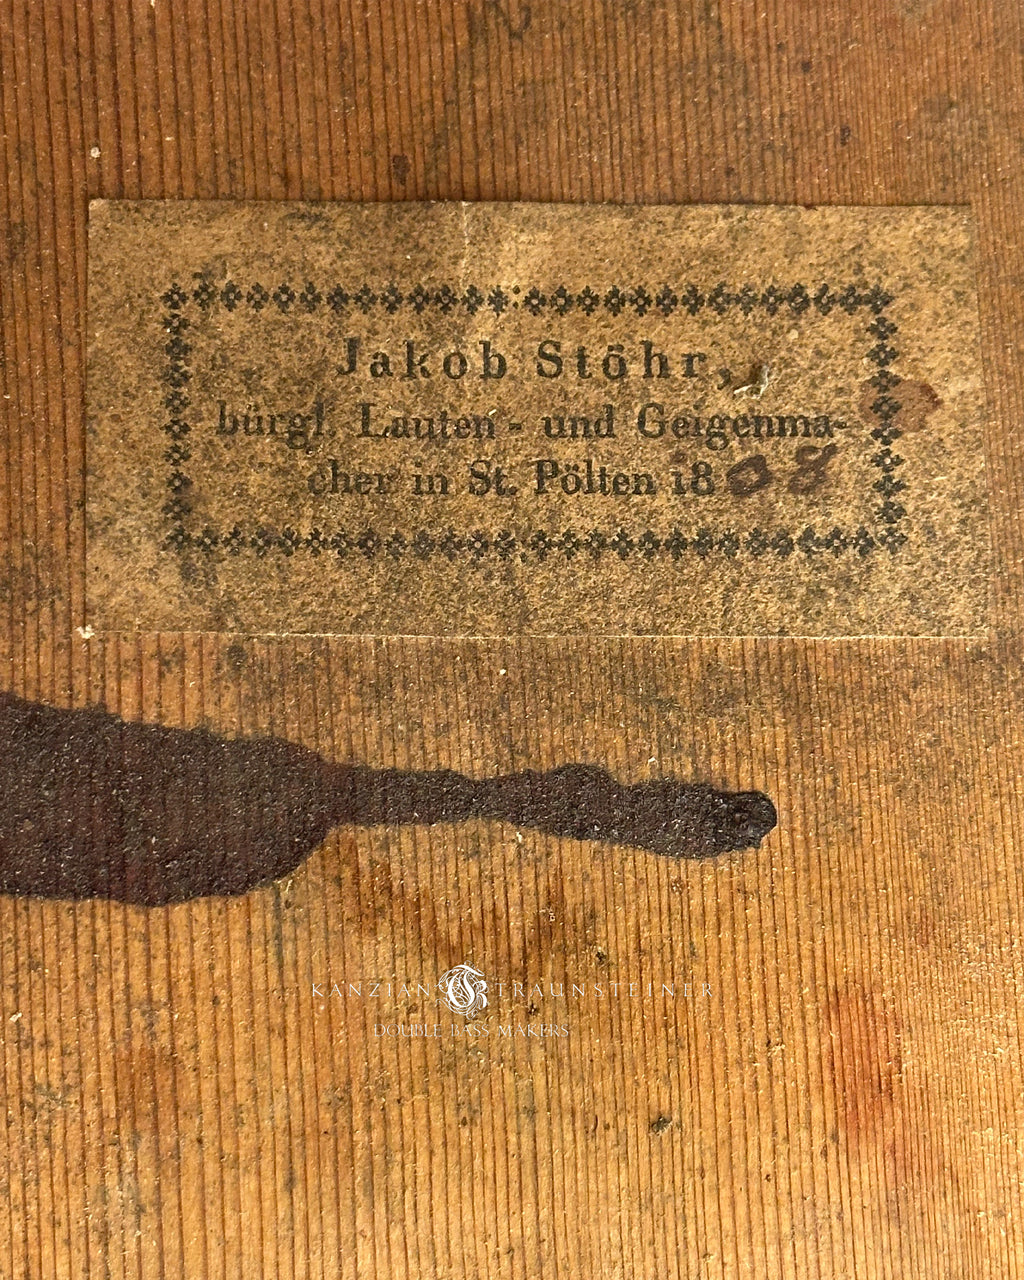 Jakob Stöhr,
bürgl. Lauten- und Geigenma-
cher in St. Pölten 1808
KANZIAN TRAUNSTEINER
DOUBLE BASS MAKERS